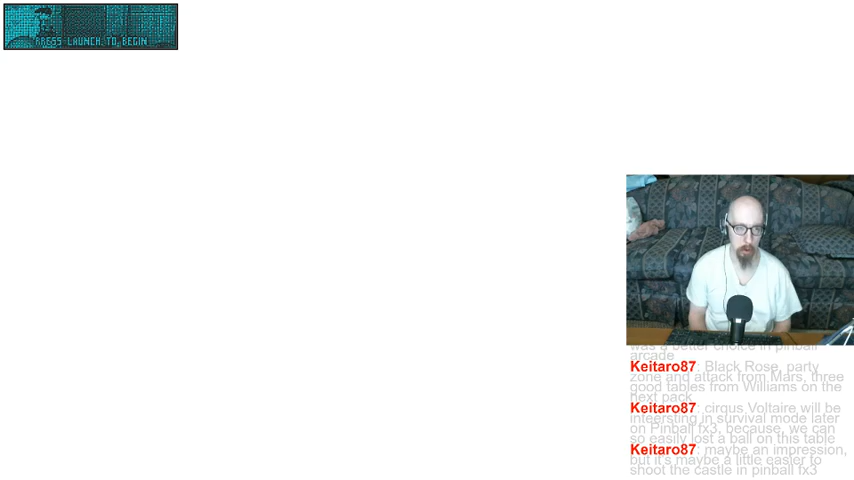 PRESS LAUNCH TO BEGIN
was a better choice in pinball
arcade
Keitaro87: Black Rose, party
zone and attack from Mars, three
good tables from Williams on the
next pack
Keitaro87: cirqus Voltaire will be
inteersting in survival mode later
on Pinball fx3, because, we can
so easily lost a ball on this table
Keitaro87: maybe an impression,
but it's maybe a little easier to
shoot the castle in pinball fx3